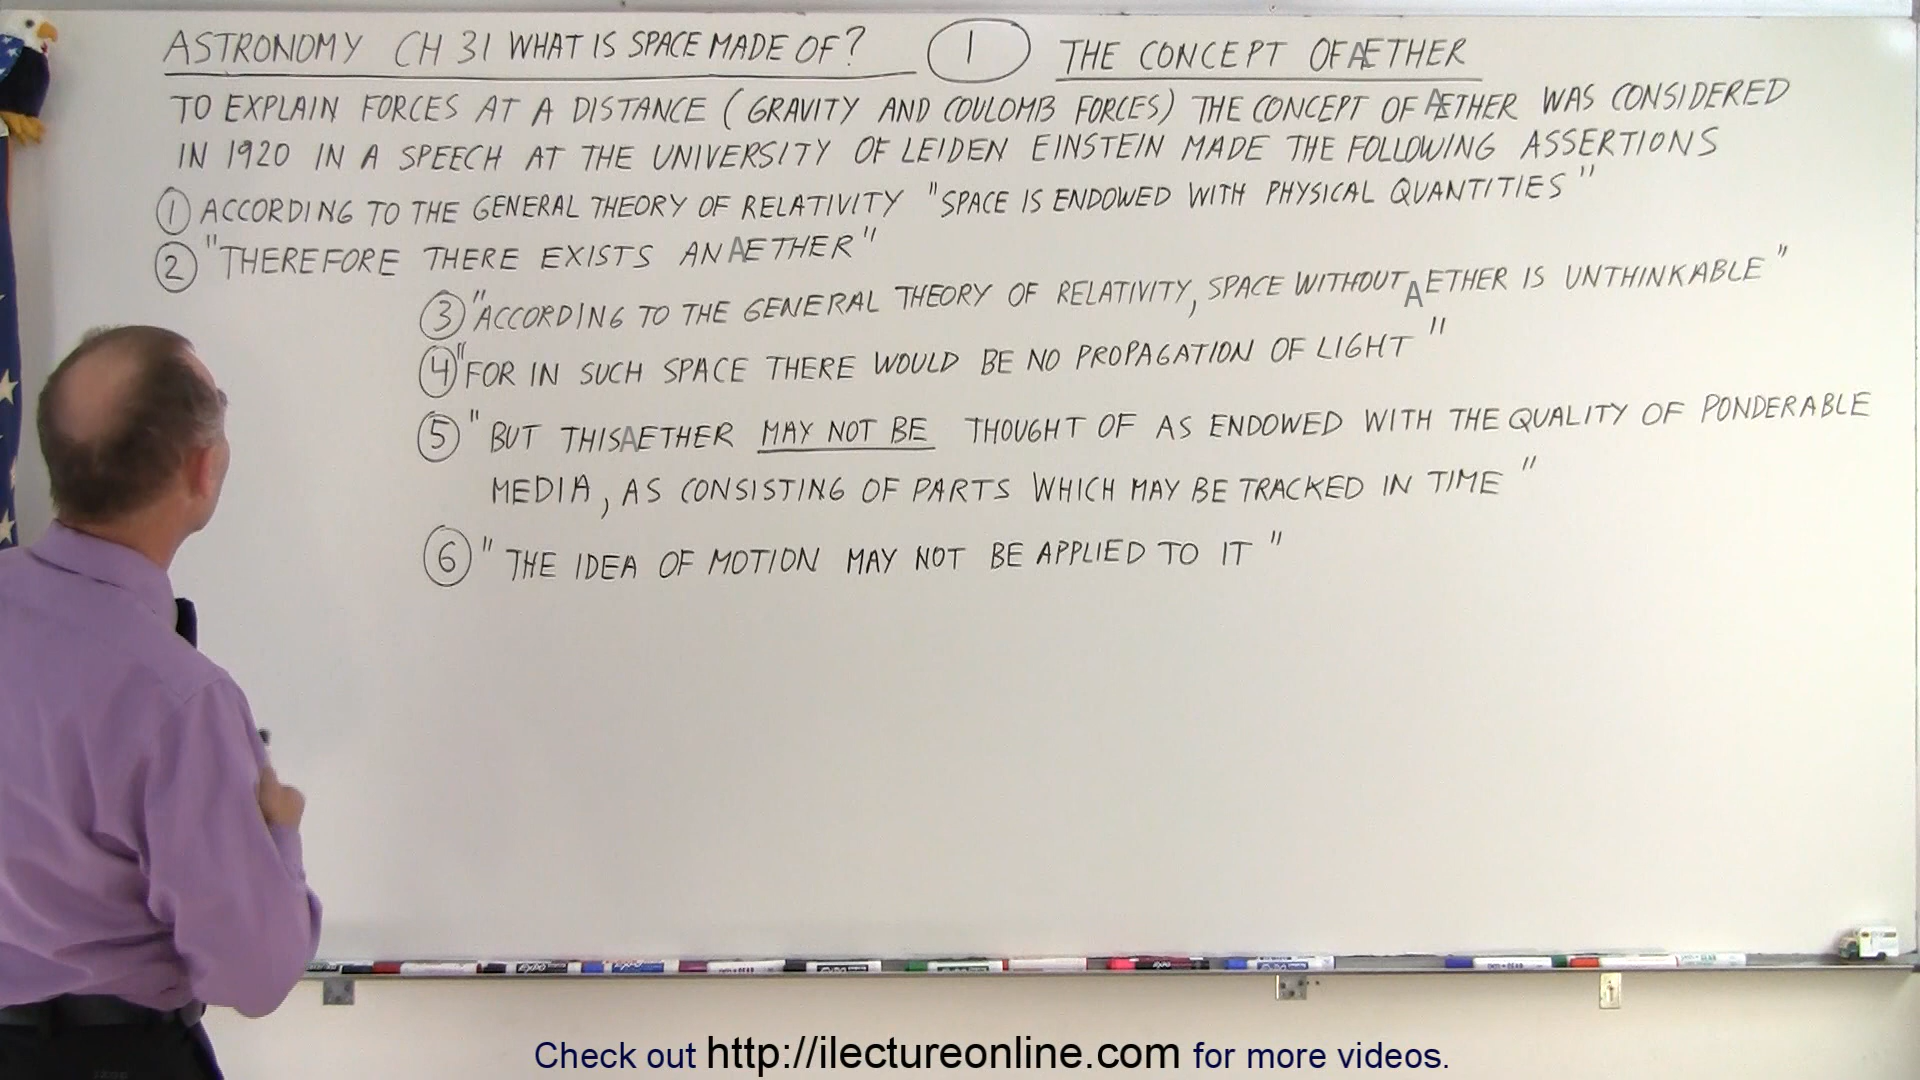 ASTRONOMY CH 31 WHAT IS SPACE MADE OF? 1 THE CONCEPT OF AETHER
TO EXPLAIN FORCES AT A DISTANCE (GRAVITY AND COULOMB FORCES) THE CONCEPT OF AETHER WAS CONSIDERED
IN 1920 IN A SPEECH AT THE UNIVERSITY OF LEIDEN EINSTEIN MADE THE FOLLOWING ASSERTIONS
1 ACCORDING TO THE GENERAL THEORY OF RELATIVITY "SPACE IS ENDOWED WITH PHYSICAL QUANTITIES"
2 "THEREFORE THERE EXISTS AN AETHER"
3 "ACCORDING TO THE GENERAL THEORY OF RELATIVITY, SPACE WITHOUT AETHER IS UNTHINKABLE"
4 "FOR IN SUCH SPACE THERE WOULD BE NO PROPAGATION OF LIGHT"
5 "BUT THIS AETHER MAY NOT BE THOUGHT OF AS ENDOWED WITH THE QUALITY OF PONDERABLE
MEDIA, AS CONSISTING OF PARTS WHICH MAY BE TRACKED IN TIME"
6 "THE IDEA OF MOTION MAY NOT BE APPLIED TO IT"
Check out http://ilectureonline.com for more videos.